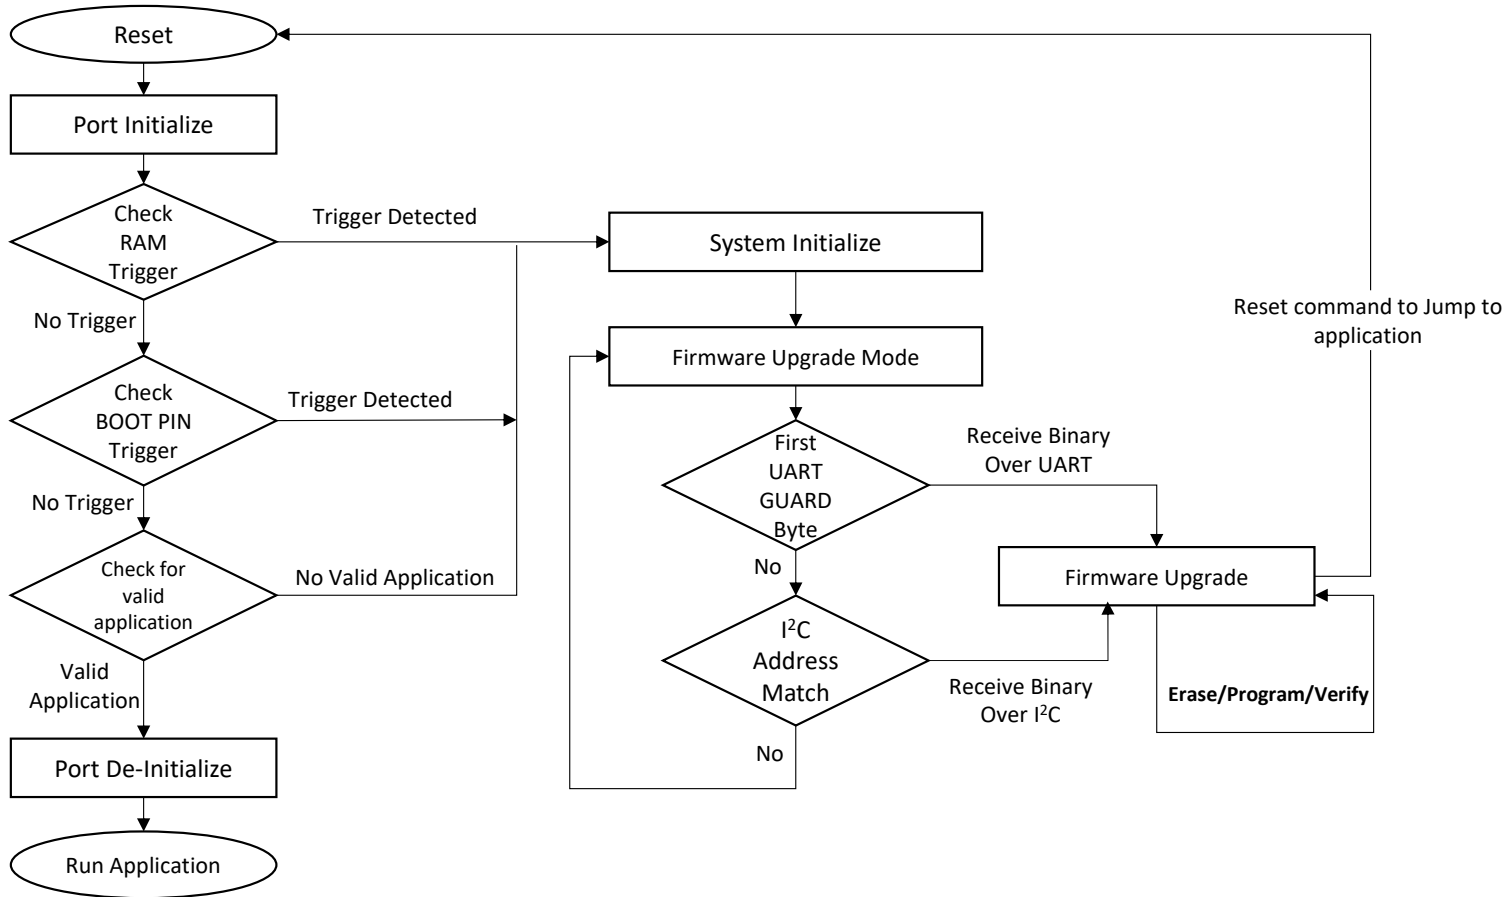 Reset
Port Initialize
Check
RAM
Trigger
Trigger Detected
No Trigger
Check
BOOT PIN
Trigger
Trigger Detected
No Trigger
Check for
valid
application
No Valid Application
Valid
Application
Port De-Initialize
Run Application
System Initialize
Firmware Upgrade Mode
First
UART
GUARD
Byte
Receive Binary
Over UART
No
I²C
Address
Match
Receive Binary
Over I²C
No
Firmware Upgrade
Erase/Program/Verify
Reset command to Jump to
application